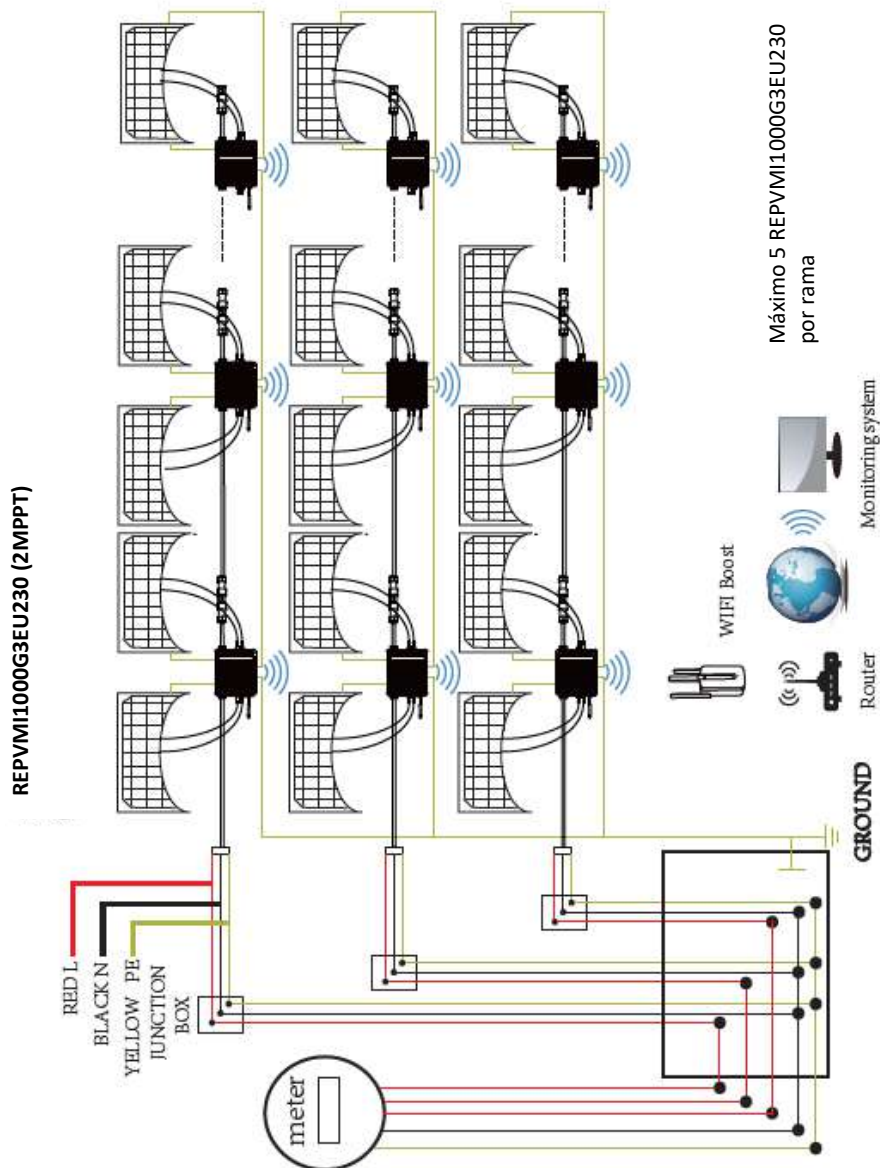 REPVMI1000G3EU230 (2MPPT)
RED L
BLACK N
YELLOW PE
JUNCTION
BOX
meter
GROUND
WIFI Boost
Router
Monitoring system
Máximo 5 REPVMI1000G3EU230
por rama